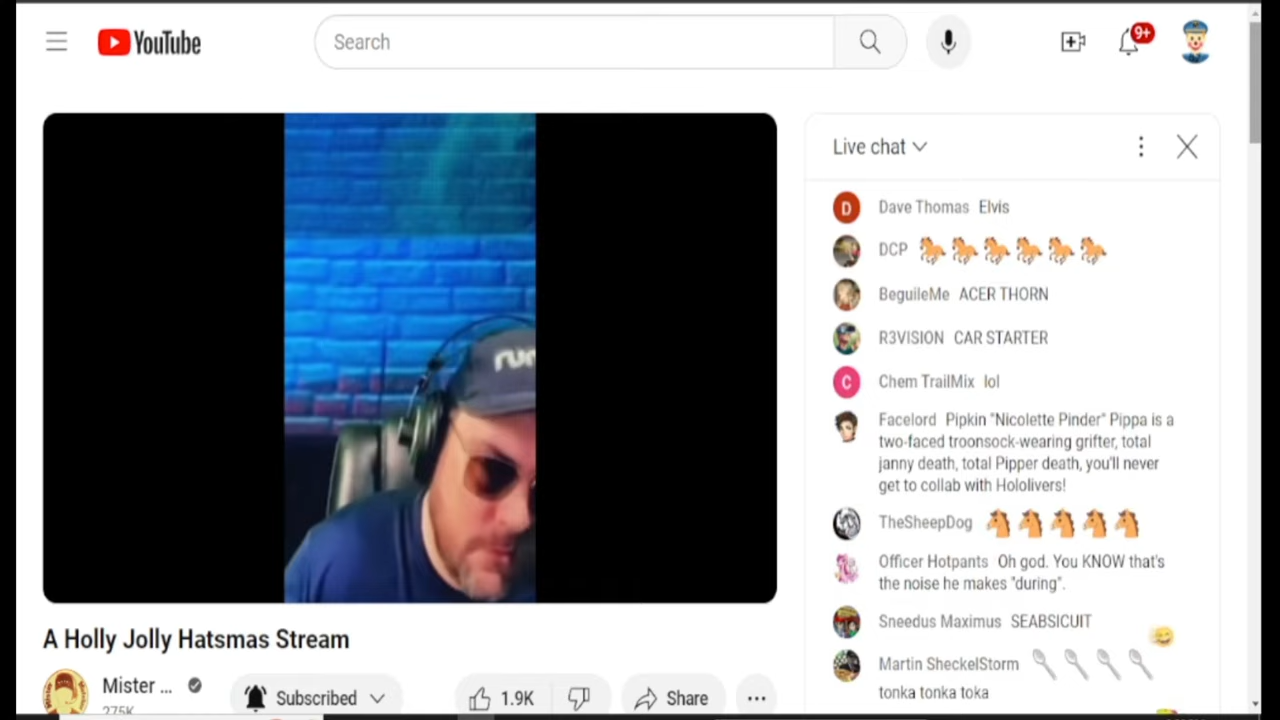 YouTube
Search
9+
Live chat
D
Dave Thomas Elvis
DCP
BeguileMe ACER THORN
R3VISION CAR STARTER
C
Chem TrailMix lol
Facelord Pipkin "Nicolette Pinder" Pippa is a
two-faced troonsock-wearing grifter, total
janny death, total Pipper death, you'll never
get to collab with Hololivers!
TheSheepDog
Officer Hotpants Oh god. You KNOW that's
the noise he makes "during".
Sneedus Maximus SEABSICUIT
Martin SheckelStorm
tonka tonka toka
A Holly Jolly Hatsmas Stream
Mister ...
275K
Subscribed
1.9K
Share